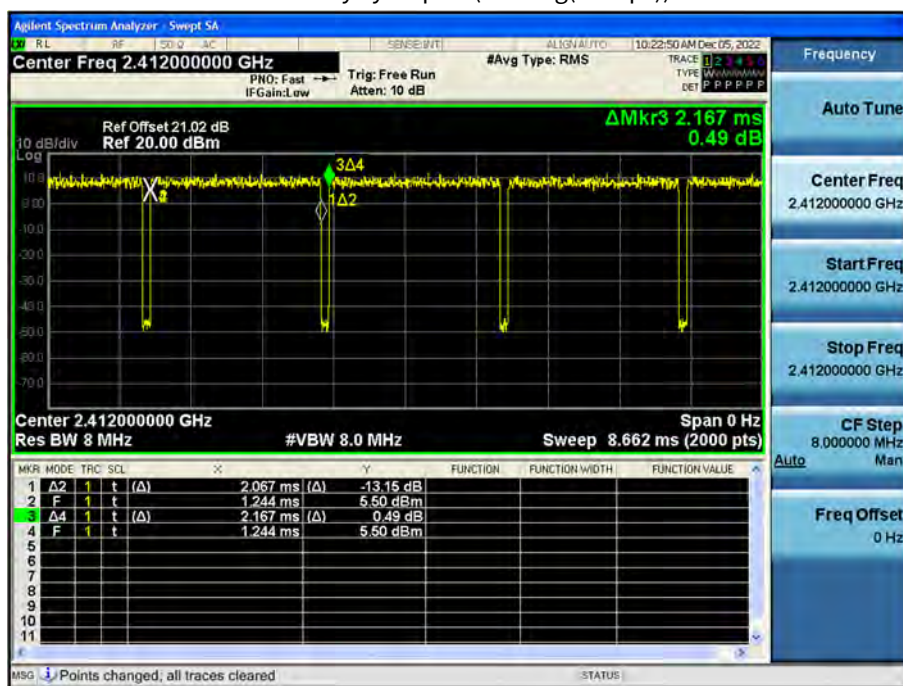 Agilent Spectrum Analyzer - Swept SA
RL RF 50 Ω AC SENSE:INT ALIGN AUTO 10:22:50 AM Dec 05, 2022
Center Freq 2.412000000 GHz #Avg Type: RMS TRACE 1 2 3 4 5 6
PNO: Fast Trig: Free Run TYPE
IFGain:Low Atten: 10 dB DET P P P P P P
Frequency
Auto Tune
ΔMkr3 2.167 ms
0.49 dB
Ref Offset 21.02 dB
10 dB/div Ref 20.00 dBm
Log
10.0
0.00
-10.0
-20.0
-30.0
-40.0
-50.0
-60.0
-70.0
3Δ4
1Δ2
Center 2.412000000 GHz Span 0 Hz
Res BW 8 MHz #VBW 8.0 MHz Sweep 8.662 ms (2000 pts)
MKR MODE TRC SCL X Y FUNCTION FUNCTION WIDTH FUNCTION VALUE
1 Δ2 1 t (Δ) 2.067 ms (Δ) -13.15 dB
2 F 1 t 1.244 ms 5.50 dBm
3 Δ4 1 t (Δ) 2.167 ms (Δ) 0.49 dB
4 F 1 t 1.244 ms 5.50 dBm
5
6
7
8
9
10
11
Center Freq
2.412000000 GHz
Start Freq
2.412000000 GHz
Stop Freq
2.412000000 GHz
CF Step
8.000000 MHz
Auto Man
Freq Offset
0 Hz
MSG Points changed; all traces cleared STATUS